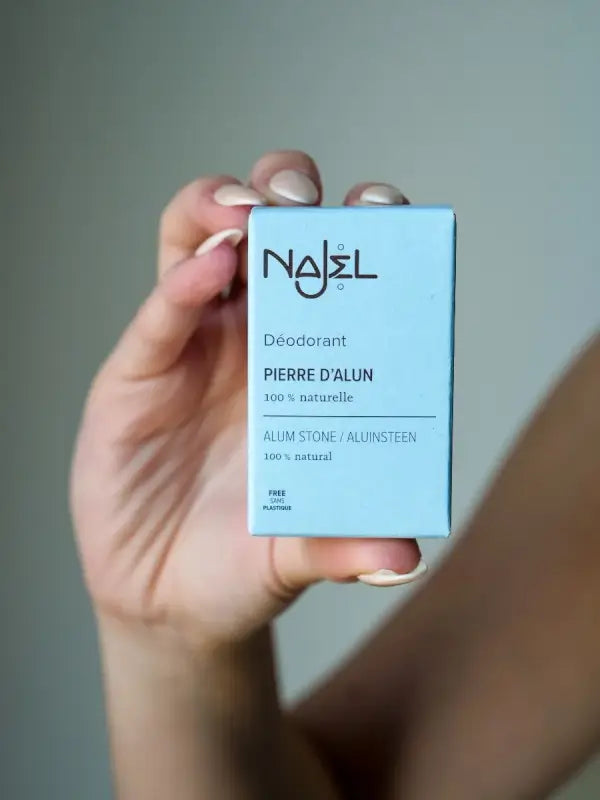 NAJEL
Déodorant
PIERRE D'ALUN
100 % naturelle
ALUM STONE / ALUINSTEEN
100 % natural
FREE
SANS
PLASTIQUE